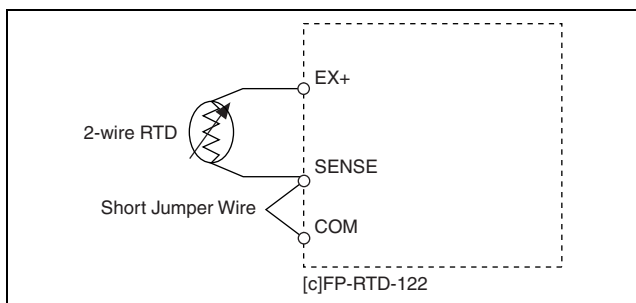 EX+
2-wire RTD
SENSE
Short Jumper Wire
COM
[c]FP-RTD-122